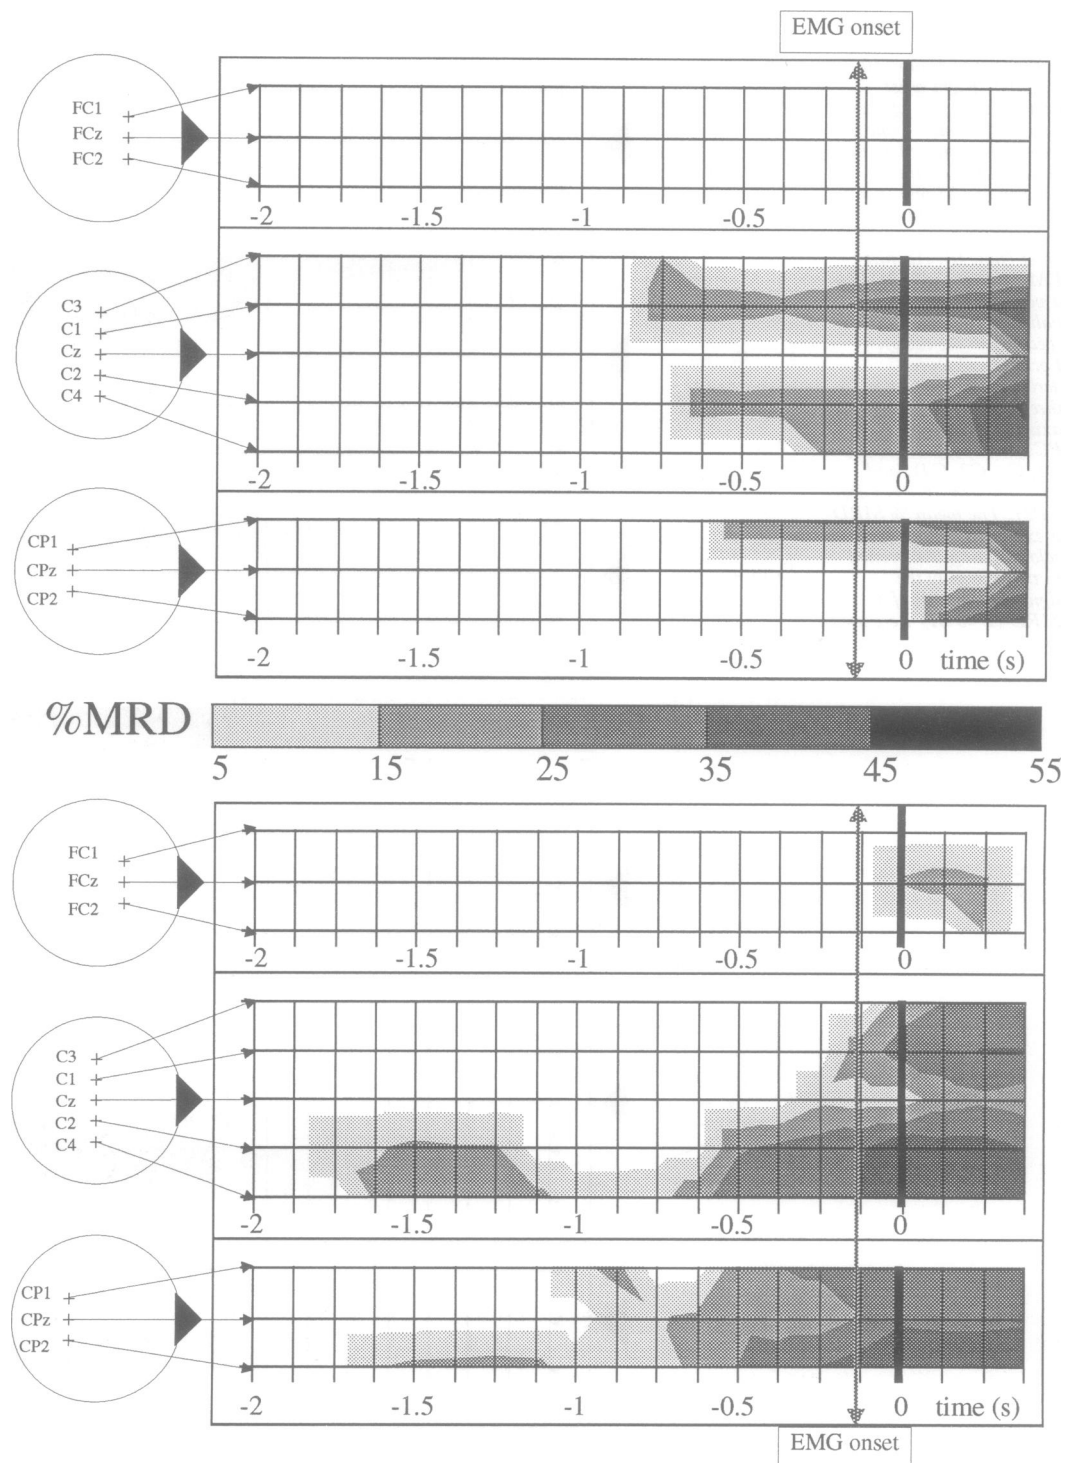 EMG onset
FC1
FCz
FC2
-2 -1.5 -1 -0.5 0
C3
C1
Cz
C2
C4
-2 -1.5 -1 -0.5 0
CP1
CPz
CP2
-2 -1.5 -1 -0.5 0 time (s)
%MRD
5 15 25 35 45 55
FC1
FCz
FC2
-2 -1.5 -1 -0.5 0
C3
C1
Cz
C2
C4
-2 -1.5 -1 -0.5 0
CP1
CPz
CP2
-2 -1.5 -1 -0.5 0 time (s)
EMG onset